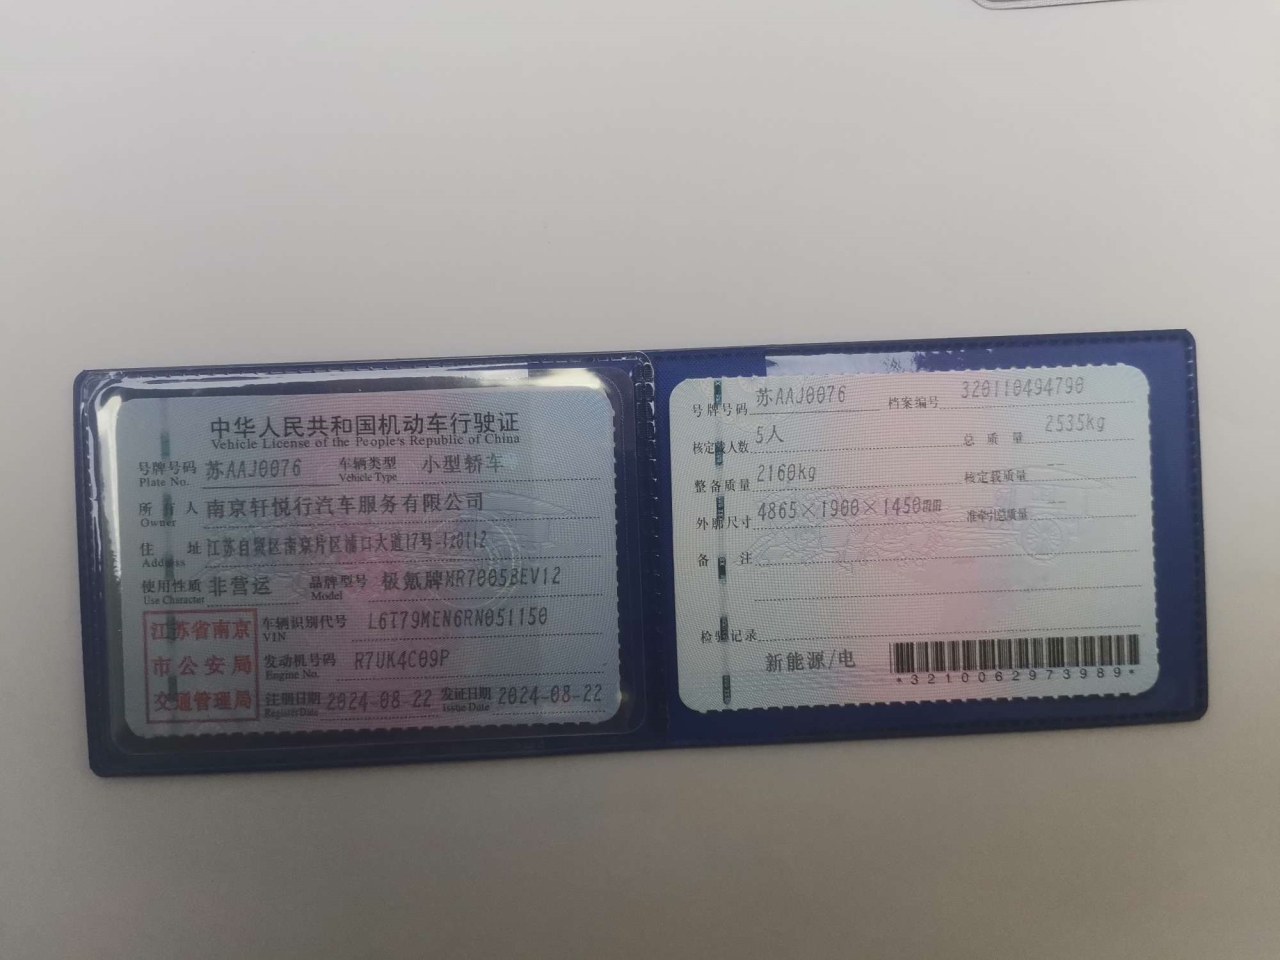 中华人民共和国机动车行驶证
Vehicle License of the People's Republic of China
号牌号码 苏AAJ0076 车辆类型 小型轿车
Plate No. Vehicle Type
所有人 南京轩悦行汽车服务有限公司
Owner
住址 江苏自贸区南京片区浦口大道17号-120112
Address
使用性质 非营运 品牌型号 极氪牌MR7005BEV12
Use Character Model
江苏省南京市公安局交通管理局
车辆识别代号 L6T79MEN6RN051150
VIN
发动机号码 R7UK4C09P
Engine No.
注册日期 2024-08-22 发证日期 2024-08-22
Register Date Issue Date
号牌号码 苏AAJ0076 档案编号 320110494790
核定载人数 5人 总质量 2535kg
整备质量 2160kg 核定载质量 —
外廓尺寸 4865×1900×1450mm 准牵引总质量 —
备注
检验记录
新能源/电
*3210062973989*